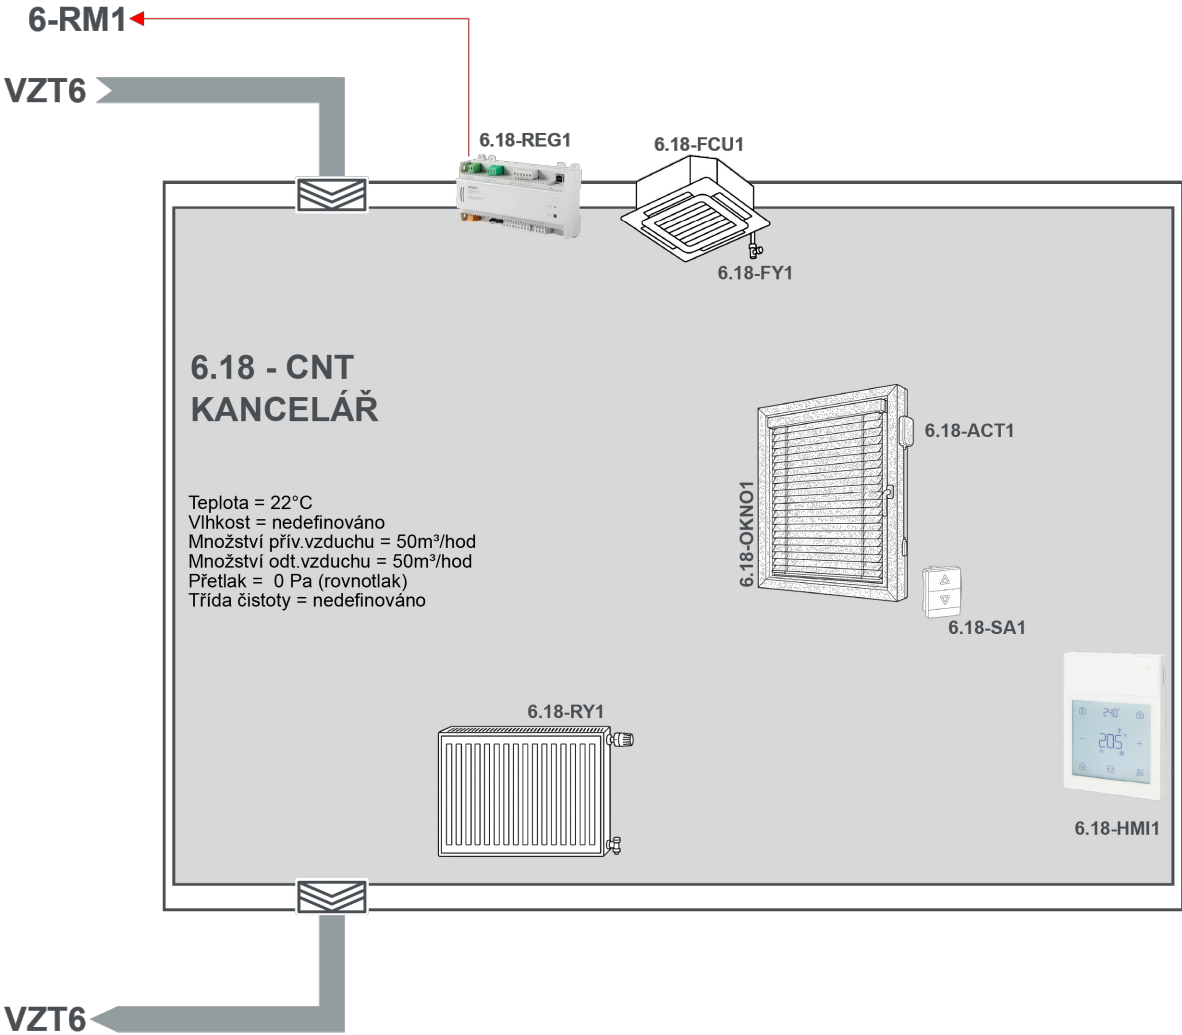 6-RM1
VZT6
6.18-REG1
6.18-FCU1
6.18-FY1
6.18 - CNT
KANCELÁŘ
6.18-ACT1
6.18-OKNO1
Teplota = 22°C
Vlhkost = nedefinováno
Množství přív.vzduchu = 50m³/hod
Množství odt.vzduchu = 50m³/hod
Přetlak =  0 Pa (rovnotlak)
Třída čistoty = nedefinováno
6.18-SA1
6.18-RY1
240°
- 205 +
6.18-HMI1
VZT6